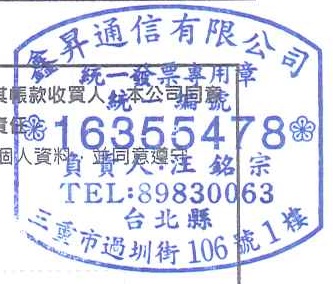 鑫昇通信有限公司
統一發票專用章
其帳款收買人，本公司同意
統一編號
責任。
16355478
個人資料，並同意遵守
負責人:汪銘宗
TEL:89830063
台北縣
三重市過圳街106號1樓